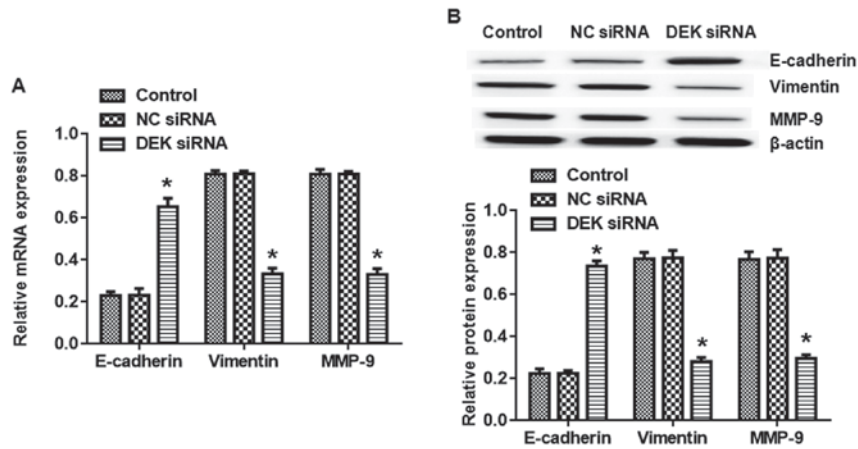 A
Control
NC siRNA
DEK siRNA
Relative mRNA expression
1.0
0.8
0.6
0.4
0.2
0.0
*
*
*
E-cadherin Vimentin MMP-9
B
Control NC siRNA DEK siRNA
E-cadherin
Vimentin
MMP-9
β-actin
Control
NC siRNA
DEK siRNA
Relative protein expression
1.0
0.8
0.6
0.4
0.2
0.0
*
*
*
E-cadherin Vimentin MMP-9